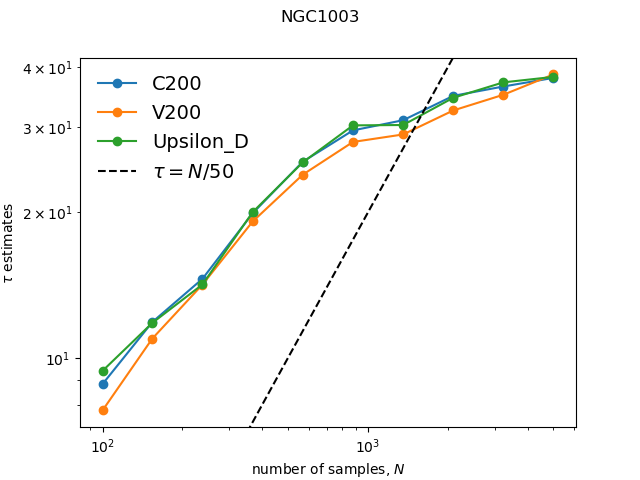 NGC1003
4 × 10¹
3 × 10¹
2 × 10¹
10¹
τ estimates
C200
V200
Upsilon_D
τ = N/50
10² 10³
number of samples, N